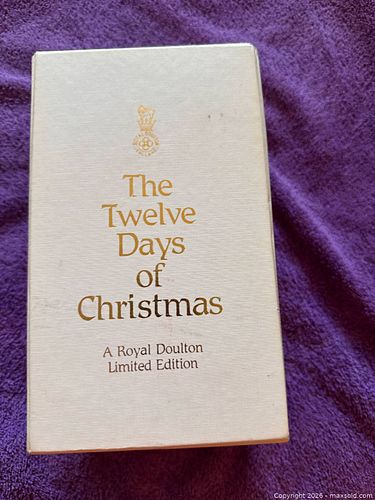 The
Twelve
Days
of
Christmas
A Royal Doulton
Limited Edition
Copyright 2026 - maxsold.com